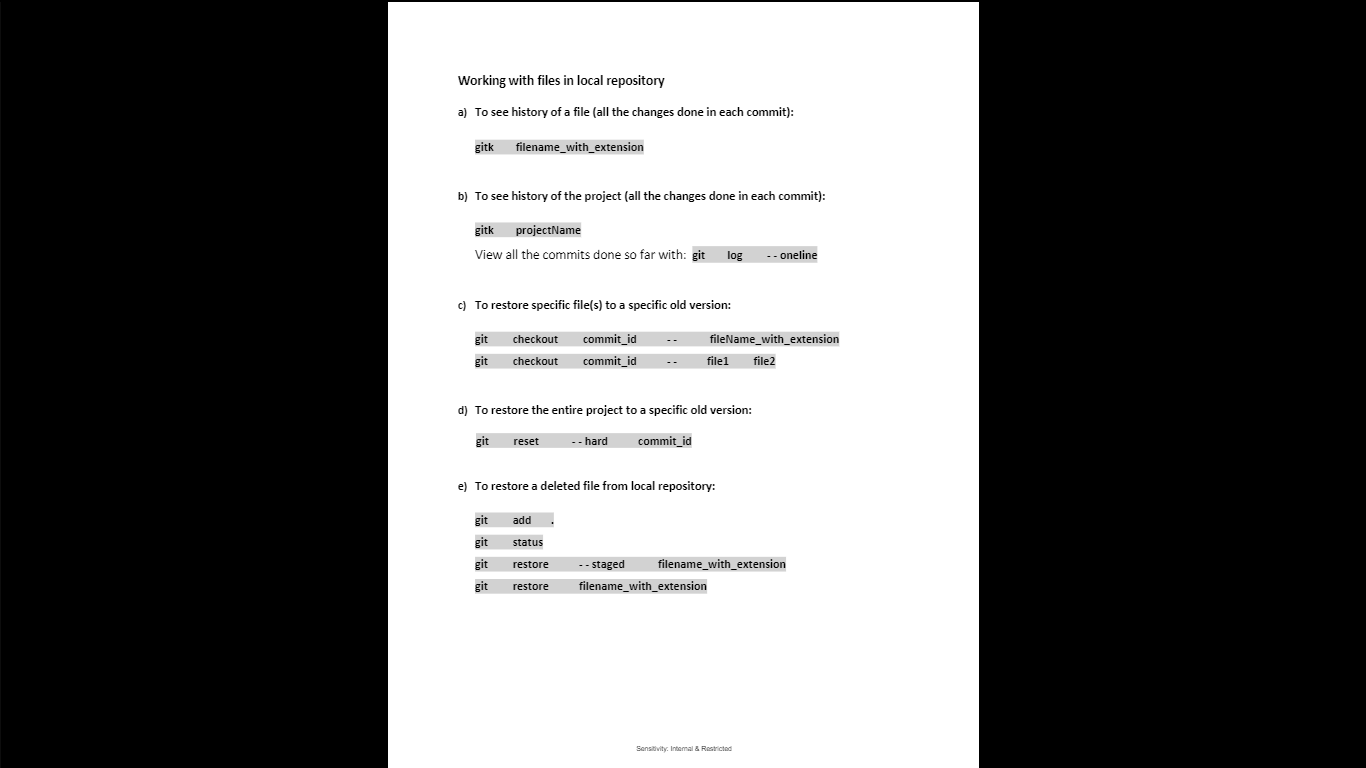 Working with files in local repository
a) To see history of a file (all the changes done in each commit):
gitk filename_with_extension
b) To see history of the project (all the changes done in each commit):
gitk projectName
View all the commits done so far with: git log - - oneline
c) To restore specific file(s) to a specific old version:
git checkout commit_id - - fileName_with_extension
git checkout commit_id - - file1 file2
d) To restore the entire project to a specific old version:
git reset - - hard commit_id
e) To restore a deleted file from local repository:
git add .
git status
git restore - - staged filename_with_extension
git restore filename_with_extension
Sensitivity: Internal & Restricted